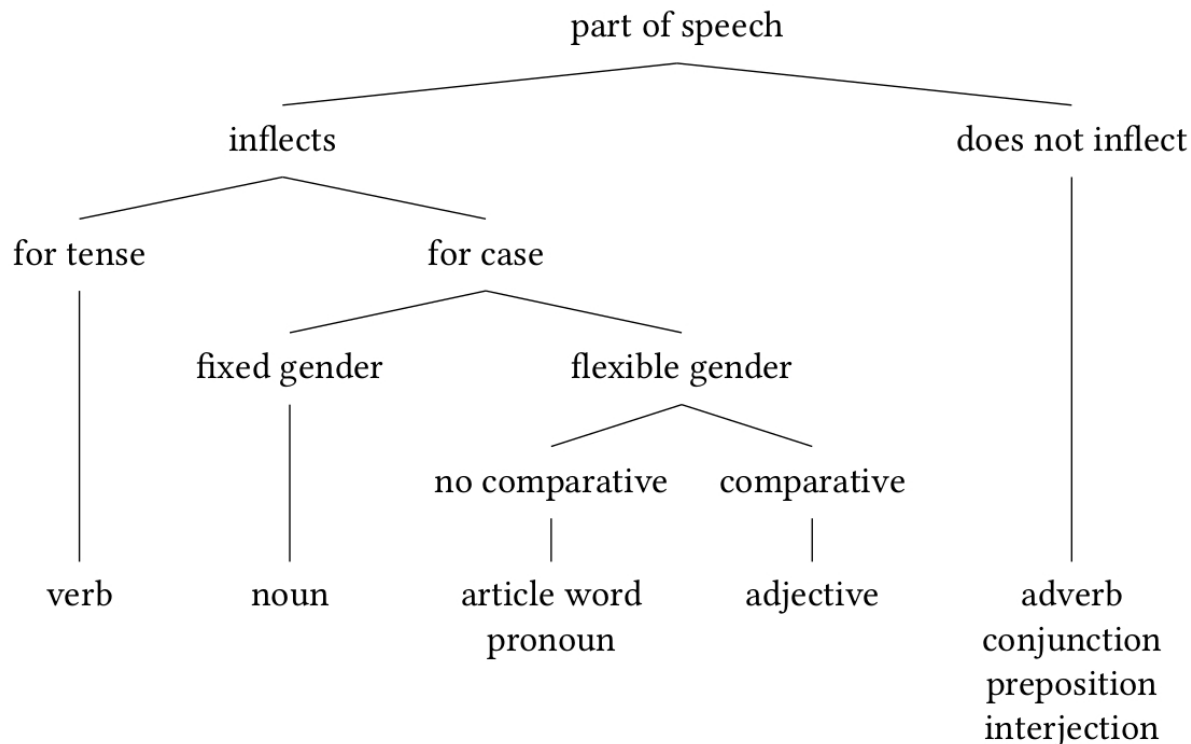 part of speech
inflects does not inflect
for tense for case
fixed gender flexible gender
no comparative comparative
verb noun article word adjective adverb
pronoun conjunction
preposition
interjection